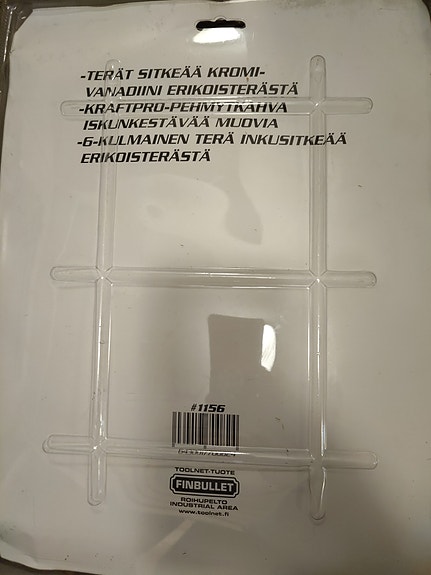 -TERÄT SITKEÄÄ KROMI-
VANADIINI ERIKOISTERÄSTÄ
-KRAFTPRO-PEHMYTKAHVA
ISKUNKESTÄVÄÄ MUOVIA
-6-KULMAINEN TERÄ INKUSITKEÄÄ
ERIKOISTERÄSTÄ
#1156
TOOLNET-TUOTE
FINBULLET
ROIHUPELTO
INDUSTRIAL AREA
www.toolnet.fi